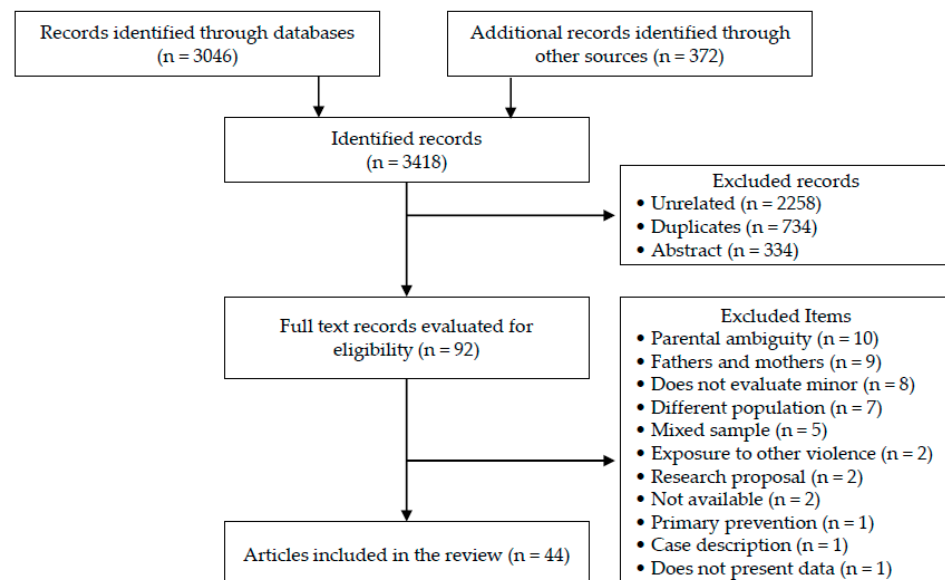 Records identified through databases
(n = 3046)
Additional records identified through
other sources (n = 372)
Identified records
(n = 3418)
Excluded records
• Unrelated (n = 2258)
• Duplicates (n = 734)
• Abstract (n = 334)
Full text records evaluated for
eligibility (n = 92)
Excluded Items
• Parental ambiguity (n = 10)
• Fathers and mothers (n = 9)
• Does not evaluate minor (n = 8)
• Different population (n = 7)
• Mixed sample (n = 5)
• Exposure to other violence (n = 2)
• Research proposal (n = 2)
• Not available (n = 2)
• Primary prevention (n = 1)
• Case description (n = 1)
• Does not present data (n = 1)
Articles included in the review (n = 44)